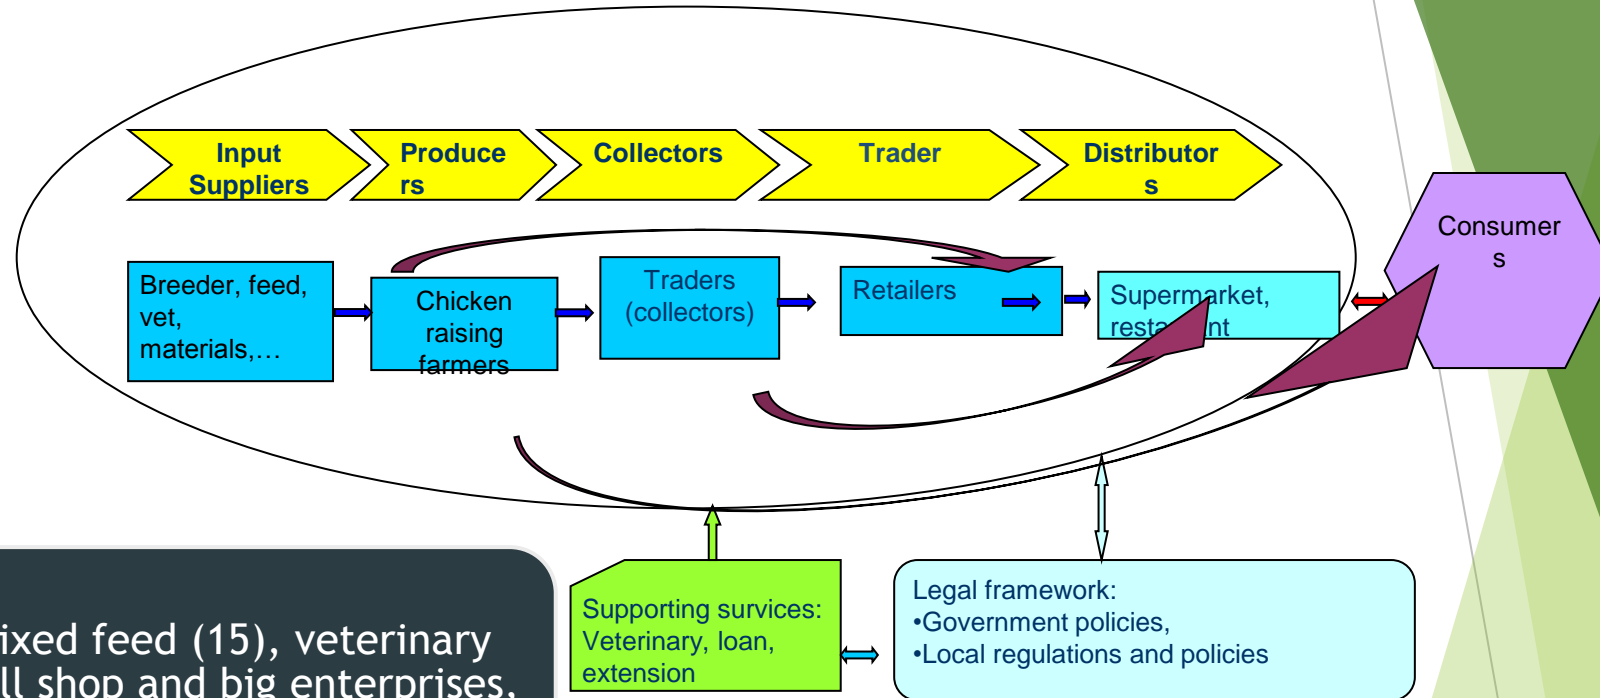 Input
Suppliers
Produce
rs
Collectors
Trader
Distributor
s
Consumer
s
Breeder, feed,
vet,
materials,…
Chicken
raising
farmers
Traders
(collectors)
Retailers
Supermarket,
restaurant
Supporting survices:
Veterinary, loan,
extension
Legal framework:
•Government policies,
•Local regulations and policies
ixed feed (15), veterinary
ll shop and big enterprises,